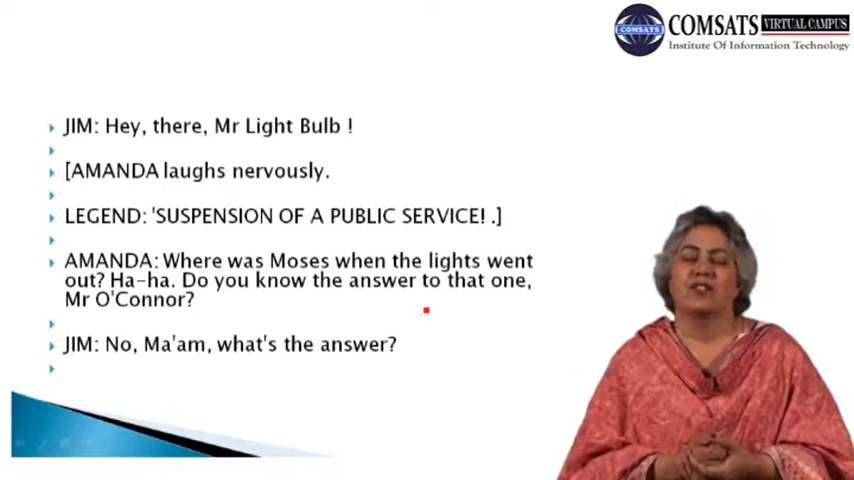 COMSATS
COMSATS VIRTUAL CAMPUS
Institute Of Information Technology
JIM: Hey, there, Mr Light Bulb !
[AMANDA laughs nervously.
LEGEND: 'SUSPENSION OF A PUBLIC SERVICE! .]
AMANDA: Where was Moses when the lights went
out? Ha-ha. Do you know the answer to that one,
Mr O'Connor?
JIM: No, Ma'am, what's the answer?